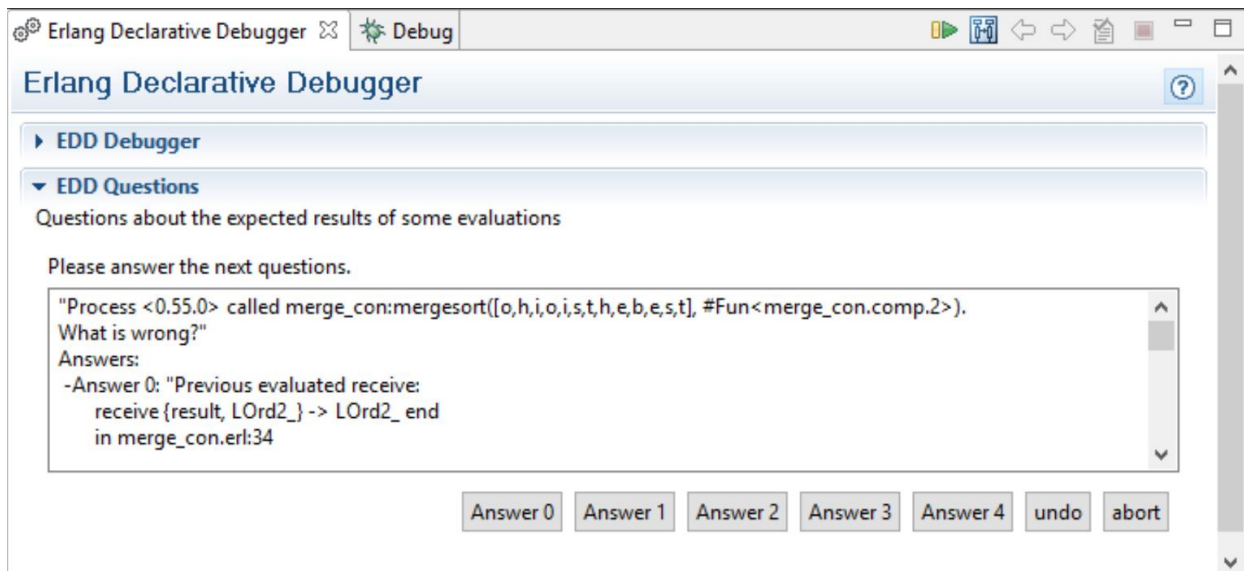 Erlang Declarative Debugger Debug
Erlang Declarative Debugger
EDD Debugger
EDD Questions
Questions about the expected results of some evaluations
Please answer the next questions.
"Process <0.55.0> called merge_con:mergesort([o,h,i,o,i,s,t,h,e,b,e,s,t], #Fun<merge_con.comp.2>).
What is wrong?"
Answers:
-Answer 0: "Previous evaluated receive:
receive {result, LOrd2_} -> LOrd2_ end
in merge_con.erl:34
Answer 0 Answer 1 Answer 2 Answer 3 Answer 4 undo abort